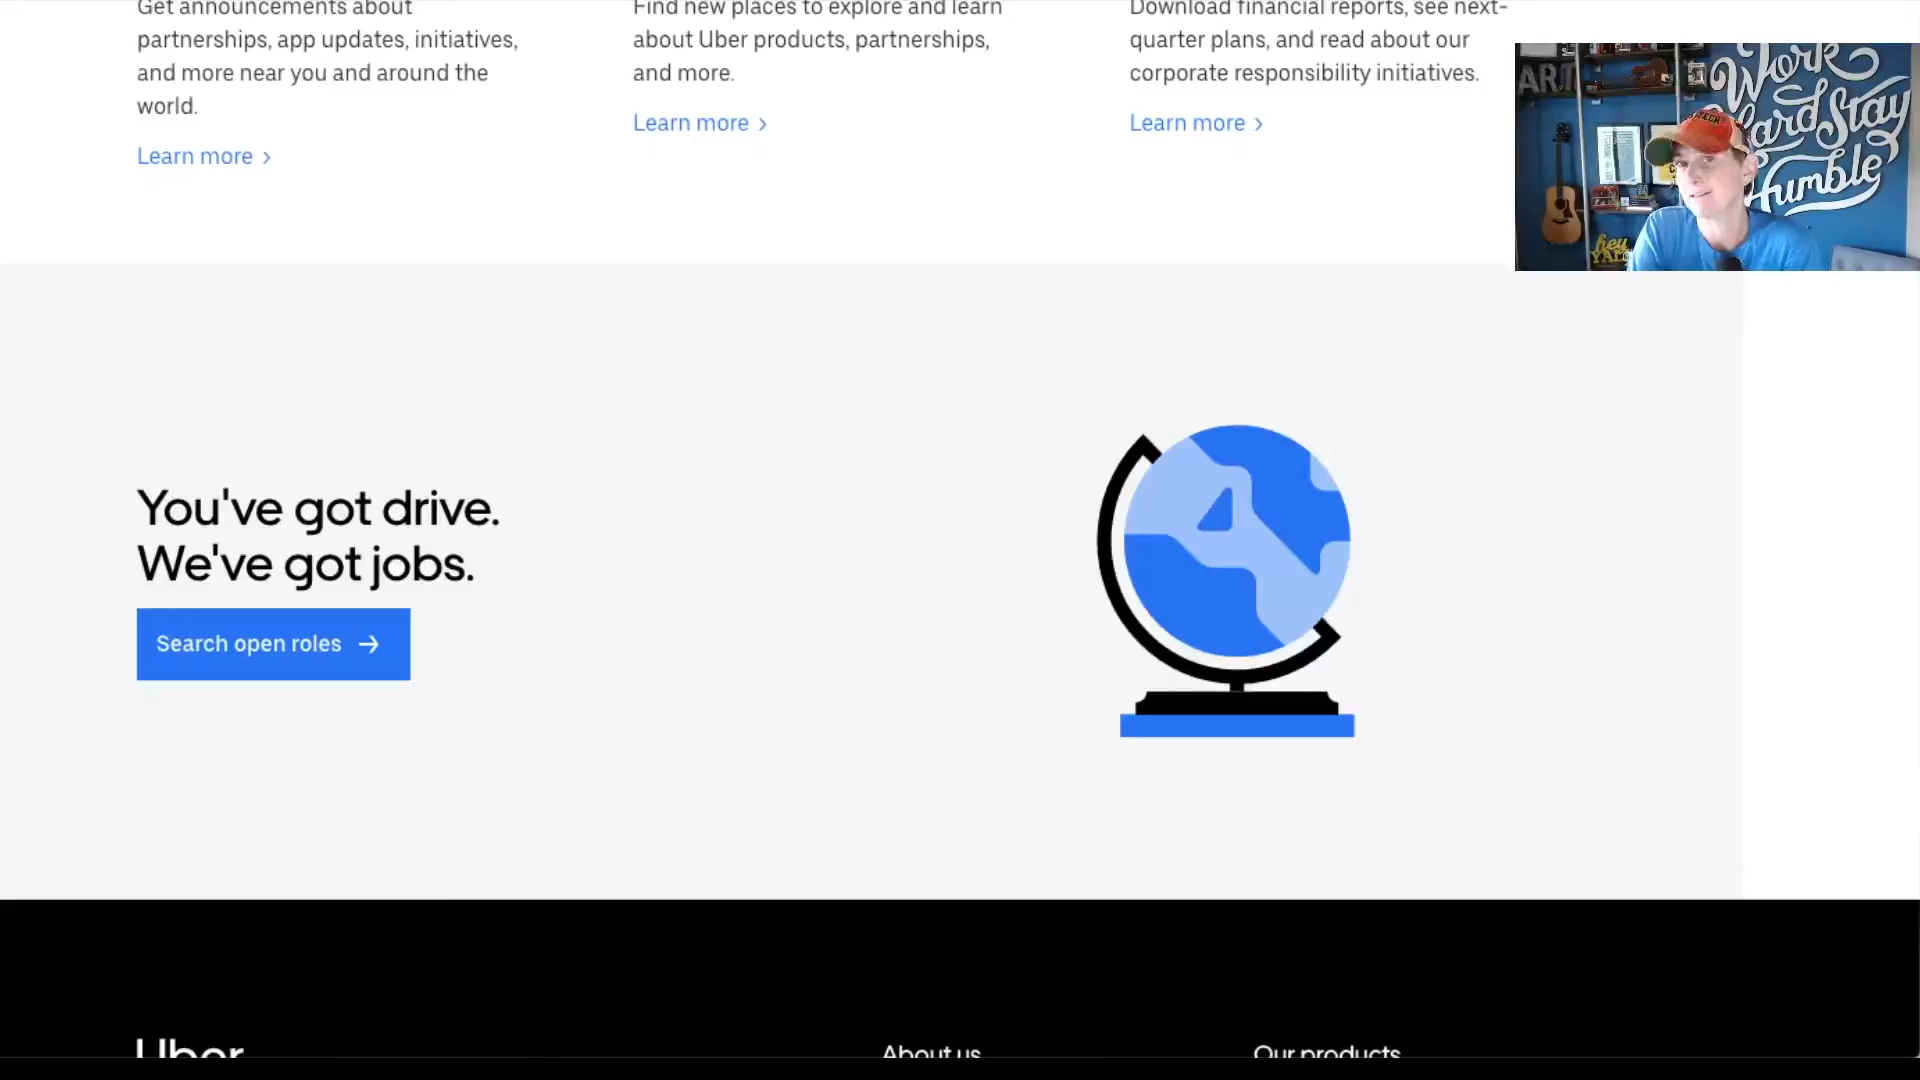 Get announcements about
partnerships, app updates, initiatives,
and more near you and around the
world.
Learn more
Find new places to explore and learn
about Uber products, partnerships,
and more.
Learn more
Download financial reports, see next-
quarter plans, and read about our
corporate responsibility initiatives.
Learn more
ART
Work
Hard Stay
Humble
hey
Y'ALL
You've got drive.
We've got jobs.
Search open roles →
Uber
About us
Our products